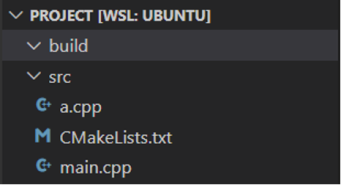 PROJECT [WSL: UBUNTU]
build
src
a.cpp
CMakeLists.txt
main.cpp